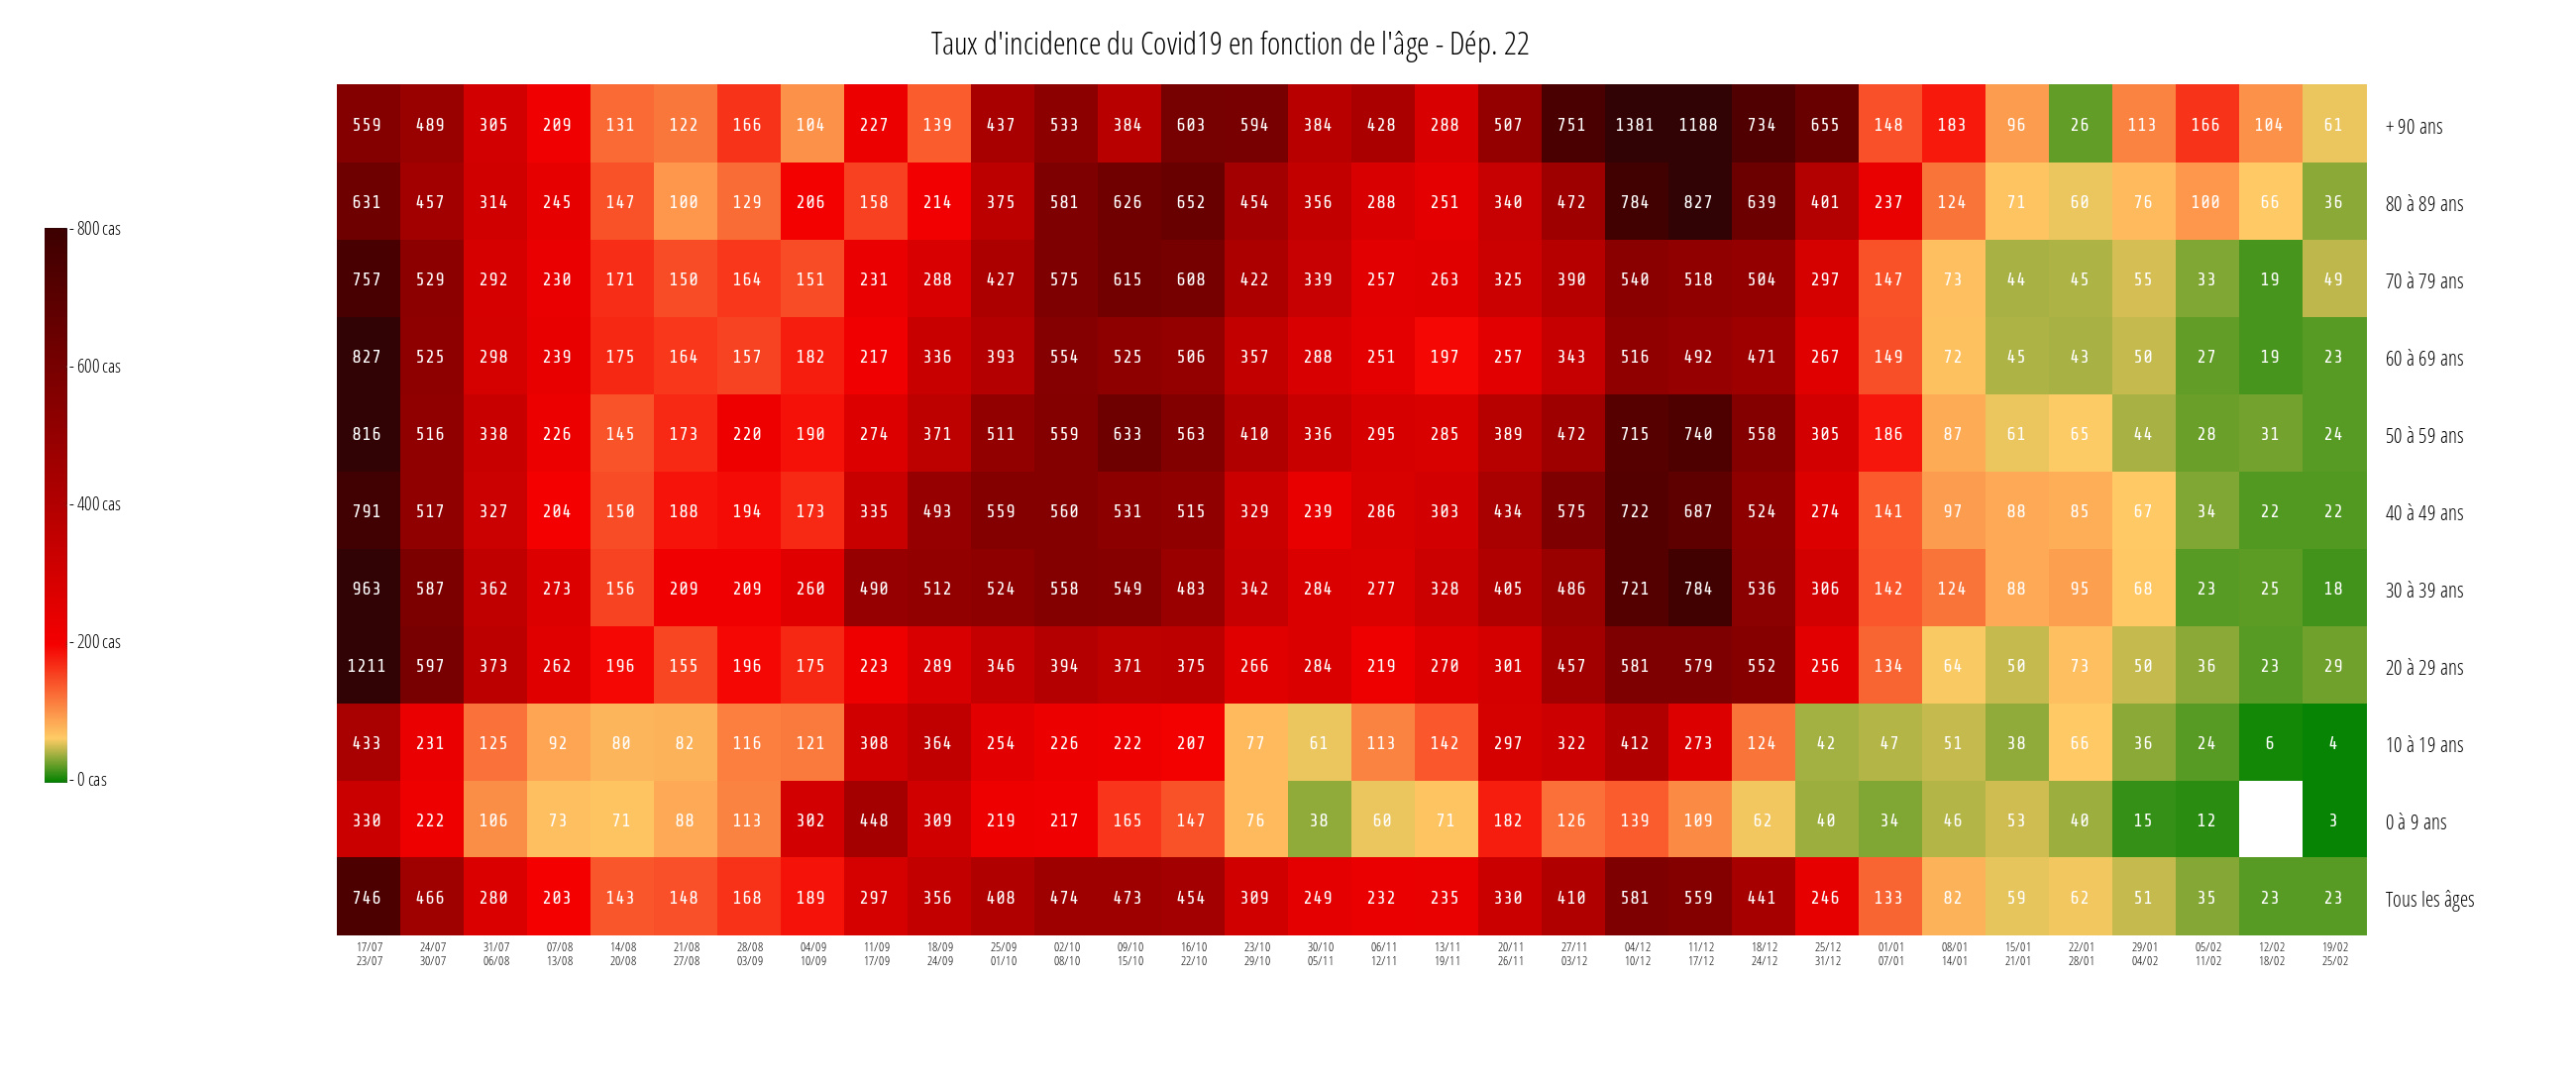 Taux d'incidence du Covid19 en fonction de l'âge - Dép. 22
559 489 305 209 131 122 166 104 227 139 437 533 384 603 594 384 428 288 507 751 1381 1188 734 655 148 183 96 26 113 166 104 61 + 90 ans
631 457 314 245 147 100 129 206 158 214 375 581 626 652 454 356 288 251 340 472 784 827 639 401 237 124 71 60 76 100 66 36 80 à 89 ans
- 800 cas
757 529 292 230 171 150 164 151 231 288 427 575 615 608 422 339 257 263 325 390 540 518 504 297 147 73 44 45 55 33 19 49 70 à 79 ans
827 525 298 239 175 164 157 182 217 336 393 554 525 506 357 288 251 197 257 343 516 492 471 267 149 72 45 43 50 27 19 23 60 à 69 ans
- 600 cas
816 516 338 226 145 173 220 190 274 371 511 559 633 563 410 336 295 285 389 472 715 740 558 305 186 87 61 65 44 28 31 24 50 à 59 ans
- 400 cas
791 517 327 204 150 188 194 173 335 493 559 560 531 515 329 239 286 303 434 575 722 687 524 274 141 97 88 85 67 34 22 22 40 à 49 ans
963 587 362 273 156 209 209 260 490 512 524 558 549 483 342 284 277 328 405 486 721 784 536 306 142 124 88 95 68 23 25 18 30 à 39 ans
- 200 cas
1211 597 373 262 196 155 196 175 223 289 346 394 371 375 266 284 219 270 301 457 581 579 552 256 134 64 50 73 50 36 23 29 20 à 29 ans
433 231 125 92 80 82 116 121 308 364 254 226 222 207 77 61 113 142 297 322 412 273 124 42 47 51 38 66 36 24 6 4 10 à 19 ans
- 0 cas
330 222 106 73 71 88 113 302 448 309 219 217 165 147 76 38 60 71 182 126 139 109 62 40 34 46 53 40 15 12 3 0 à 9 ans
746 466 280 203 143 148 168 189 297 356 408 474 473 454 309 249 232 235 330 410 581 559 441 246 133 82 59 62 51 35 23 23 Tous les âges
17/07 24/07 31/07 07/08 14/08 21/08 28/08 04/09 11/09 18/09 25/09 02/10 09/10 16/10 23/10 30/10 06/11 13/11 20/11 27/11 04/12 11/12 18/12 25/12 01/01 08/01 15/01 22/01 29/01 05/02 12/02 19/02
23/07 30/07 06/08 13/08 20/08 27/08 03/09 10/09 17/09 24/09 01/10 08/10 15/10 22/10 29/10 05/11 12/11 19/11 26/11 03/12 10/12 17/12 24/12 31/12 07/01 14/01 21/01 28/01 04/02 11/02 18/02 25/02